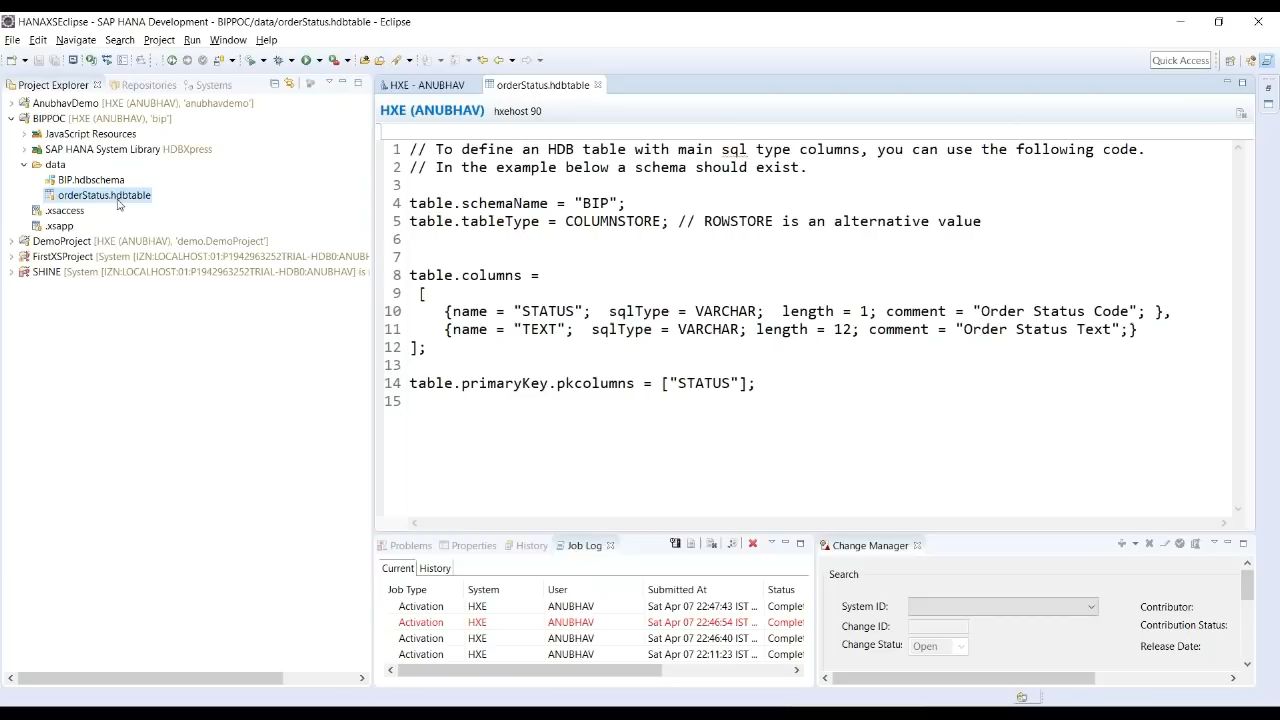 HANAXSEclipse - SAP HANA Development - BIPPOC/data/orderStatus.hdbtable - Eclipse
File Edit Navigate Search Project Run Window Help
Quick Access
Project Explorer Repositories Systems
AnubhavDemo [HXE (ANUBHAV), 'anubhavdemo']
BIPPOC [HXE (ANUBHAV), 'bip']
JavaScript Resources
SAP HANA System Library HDBXpress
data
BIP.hdbschema
orderStatus.hdbtable
.xsaccess
.xsapp
DemoProject [HXE (ANUBHAV), 'demo.DemoProject']
FirstXSProject [System [IZN:LOCALHOST:01:P1942963252TRIAL-HDB0:ANUBH
SHINE [System [IZN:LOCALHOST:01:P1942963252TRIAL-HDB0:ANUBHAV] is
HXE - ANUBHAV orderStatus.hdbtable
HXE (ANUBHAV) hxehost 90
1 // To define an HDB table with main sql type columns, you can use the following code.
2 // In the example below a schema should exist.
3
4 table.schemaName = "BIP";
5 table.tableType = COLUMNSTORE; // ROWSTORE is an alternative value
6
7
8 table.columns =
9 [
10 {name = "STATUS"; sqlType = VARCHAR; length = 1; comment = "Order Status Code"; },
11 {name = "TEXT"; sqlType = VARCHAR; length = 12; comment = "Order Status Text";}
12 ];
13
14 table.primaryKey.pkcolumns = ["STATUS"];
15
Problems Properties History Job Log
Current History
Job Type System User Submitted At Status
Activation HXE ANUBHAV Sat Apr 07 22:47:43 IST ... Comple
Activation HXE ANUBHAV Sat Apr 07 22:46:54 IST ... Comple
Activation HXE ANUBHAV Sat Apr 07 22:46:40 IST ... Comple
Activation HXE ANUBHAV Sat Apr 07 22:11:23 IST ... Comple
Change Manager
Search
System ID:
Change ID:
Change Statu: Open
Contributor:
Contribution Status:
Release Date: